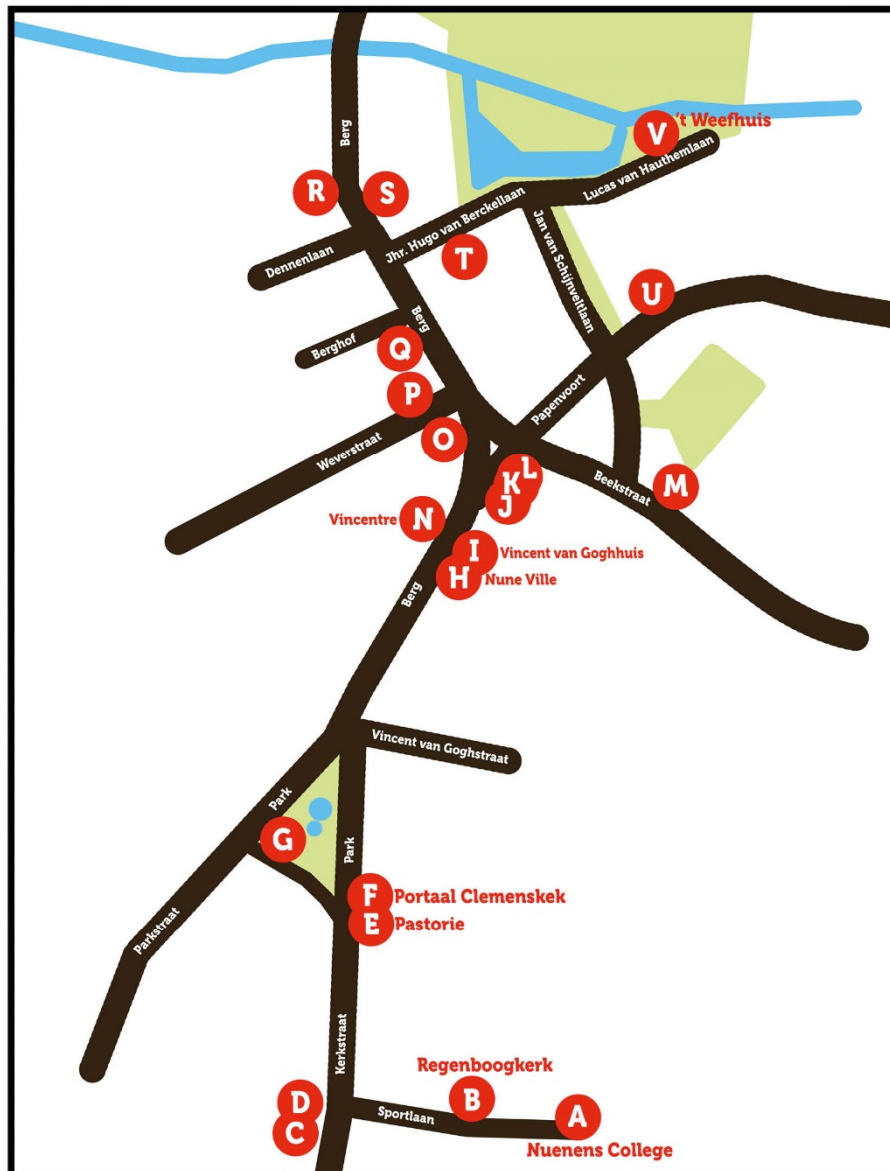 Berg
V
't Weefhuis
R
S
Lucas van Hauthemlaan
Jhr. Hugo van Berckellaan
Dennenlaan
T
Jan van Schijnveltlaan
U
Berg
Berghof
Q
P
Papenvoort
Weverstraat
O
L
K
J
Beekstraat
M
Vincentre
N
I
Vincent van Goghhuis
H
Nune Ville
Berg
Vincent van Goghstraat
Park
G
Park
F
Portaal Clemenskek
E
Pastorie
Parkstraat
Kerkstraat
Regenboogkerk
D
B
Sportlaan
A
C
Nuenens College